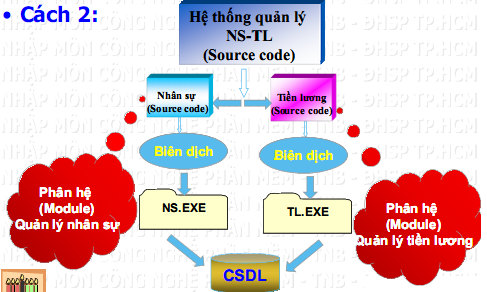 • Cách 2:
Hệ thống quản lý
NS-TL
(Source code)
Nhân sự
(Source code)
Tiền lương
(Source code)
Biên dịch
Biên dịch
Phân hệ
(Module)
Quản lý nhân sự
NS.EXE
TL.EXE
Phân hệ
(Module)
Quản lý tiền lương
CSDL